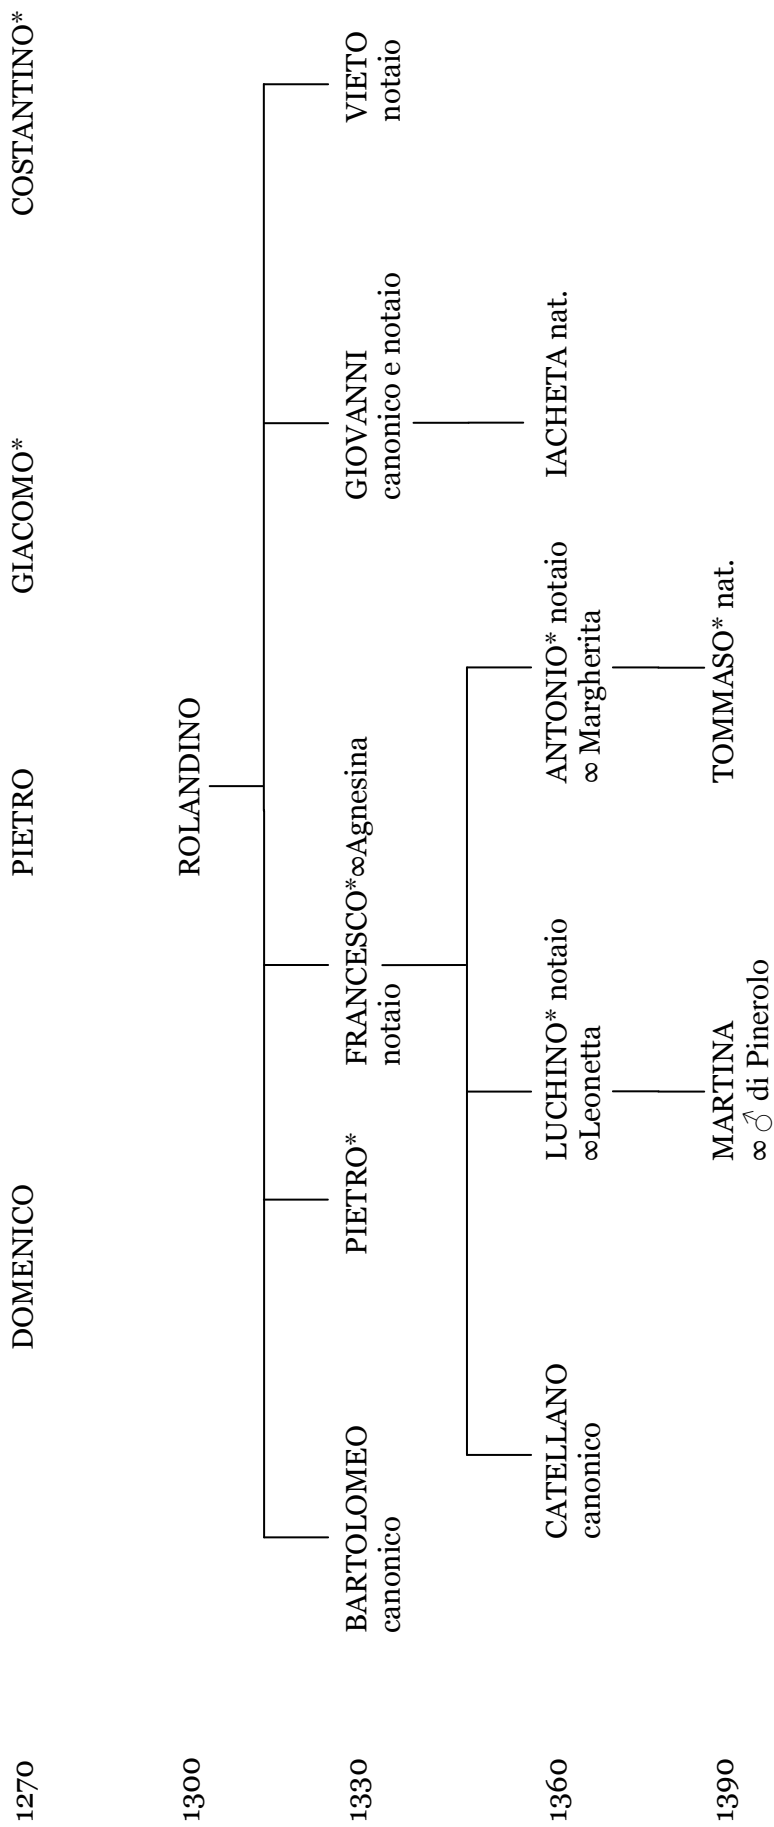 1270
DOMENICO
PIETRO
GIACOMO*
COSTANTINO*
1300
ROLANDINO
1330
BARTOLOMEO
canonico
PIETRO*
FRANCESCO*∞Agnesina
notaio
GIOVANNI
canonico e notaio
VIETO
notaio
1360
CATELLANO
canonico
LUCHINO* notaio
∞Leonetta
ANTONIO* notaio
∞ Margherita
IACHETA nat.
1390
MARTINA
∞ ♂ di Pinerolo
TOMMASO* nat.